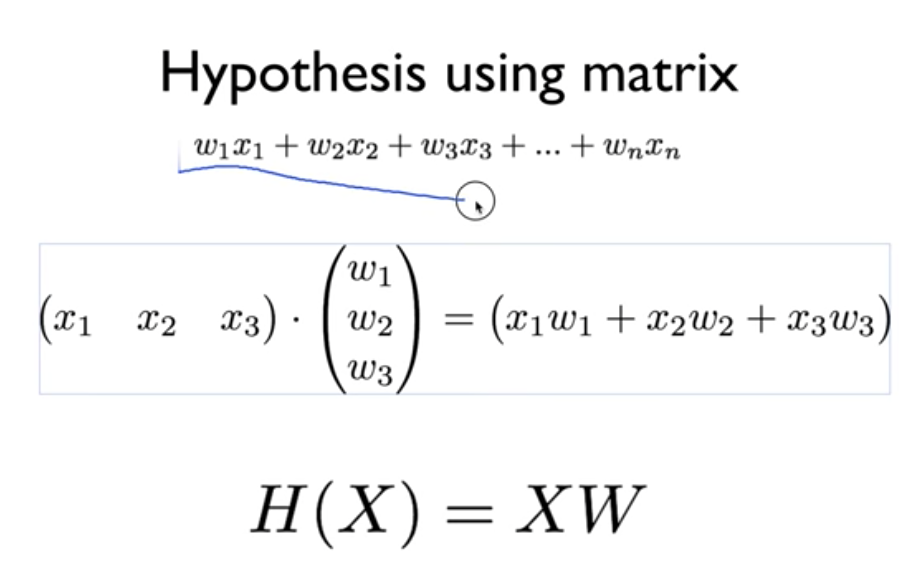 Hypothesis using matrix
w₁x₁ + w₂x₂ + w₃x₃ + ... + wₙxₙ
(x₁ x₂ x₃) · (w₁ w₂ w₃) = (x₁w₁ + x₂w₂ + x₃w₃)
H(X) = XW